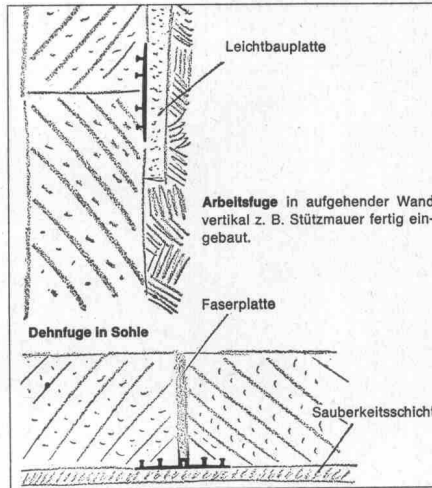 Leichtbauplatte
Arbeitsfuge in aufgehender Wand
vertikal z. B. Stützmauer fertig ein-
gebaut.
Faserplatte
Dehnfuge in Sohle
Sauberkeitsschicht